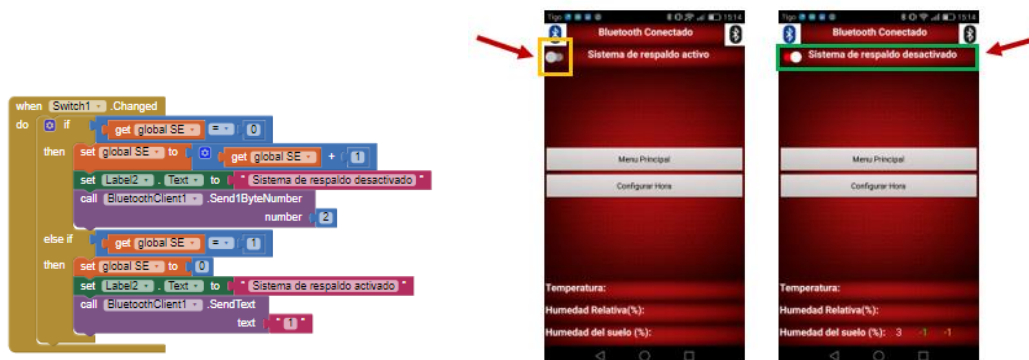 when Switch1 .Changed
do if get global SE = 0
then set global SE to get global SE + 1
set Label2 . Text to " Sistema de respaldo desactivado "
call BluetoothClient1 .Send1ByteNumber
number 2
else if get global SE = 1
then set global SE to 0
set Label2 . Text to " Sistema de respaldo activado "
call BluetoothClient1 .SendText
text " 1 "
Tigo 15:14
Bluetooth Conectado
Sistema de respaldo activo
Menu Principal
Configurar Hora
Temperatura:
Humedad Relativa(%):
Humedad del suelo (%):
Tigo 15:14
Bluetooth Conectado
Sistema de respaldo desactivado
Menu Principal
Configurar Hora
Temperatura:
Humedad Relativa(%):
Humedad del suelo (%): 3 -1 -1